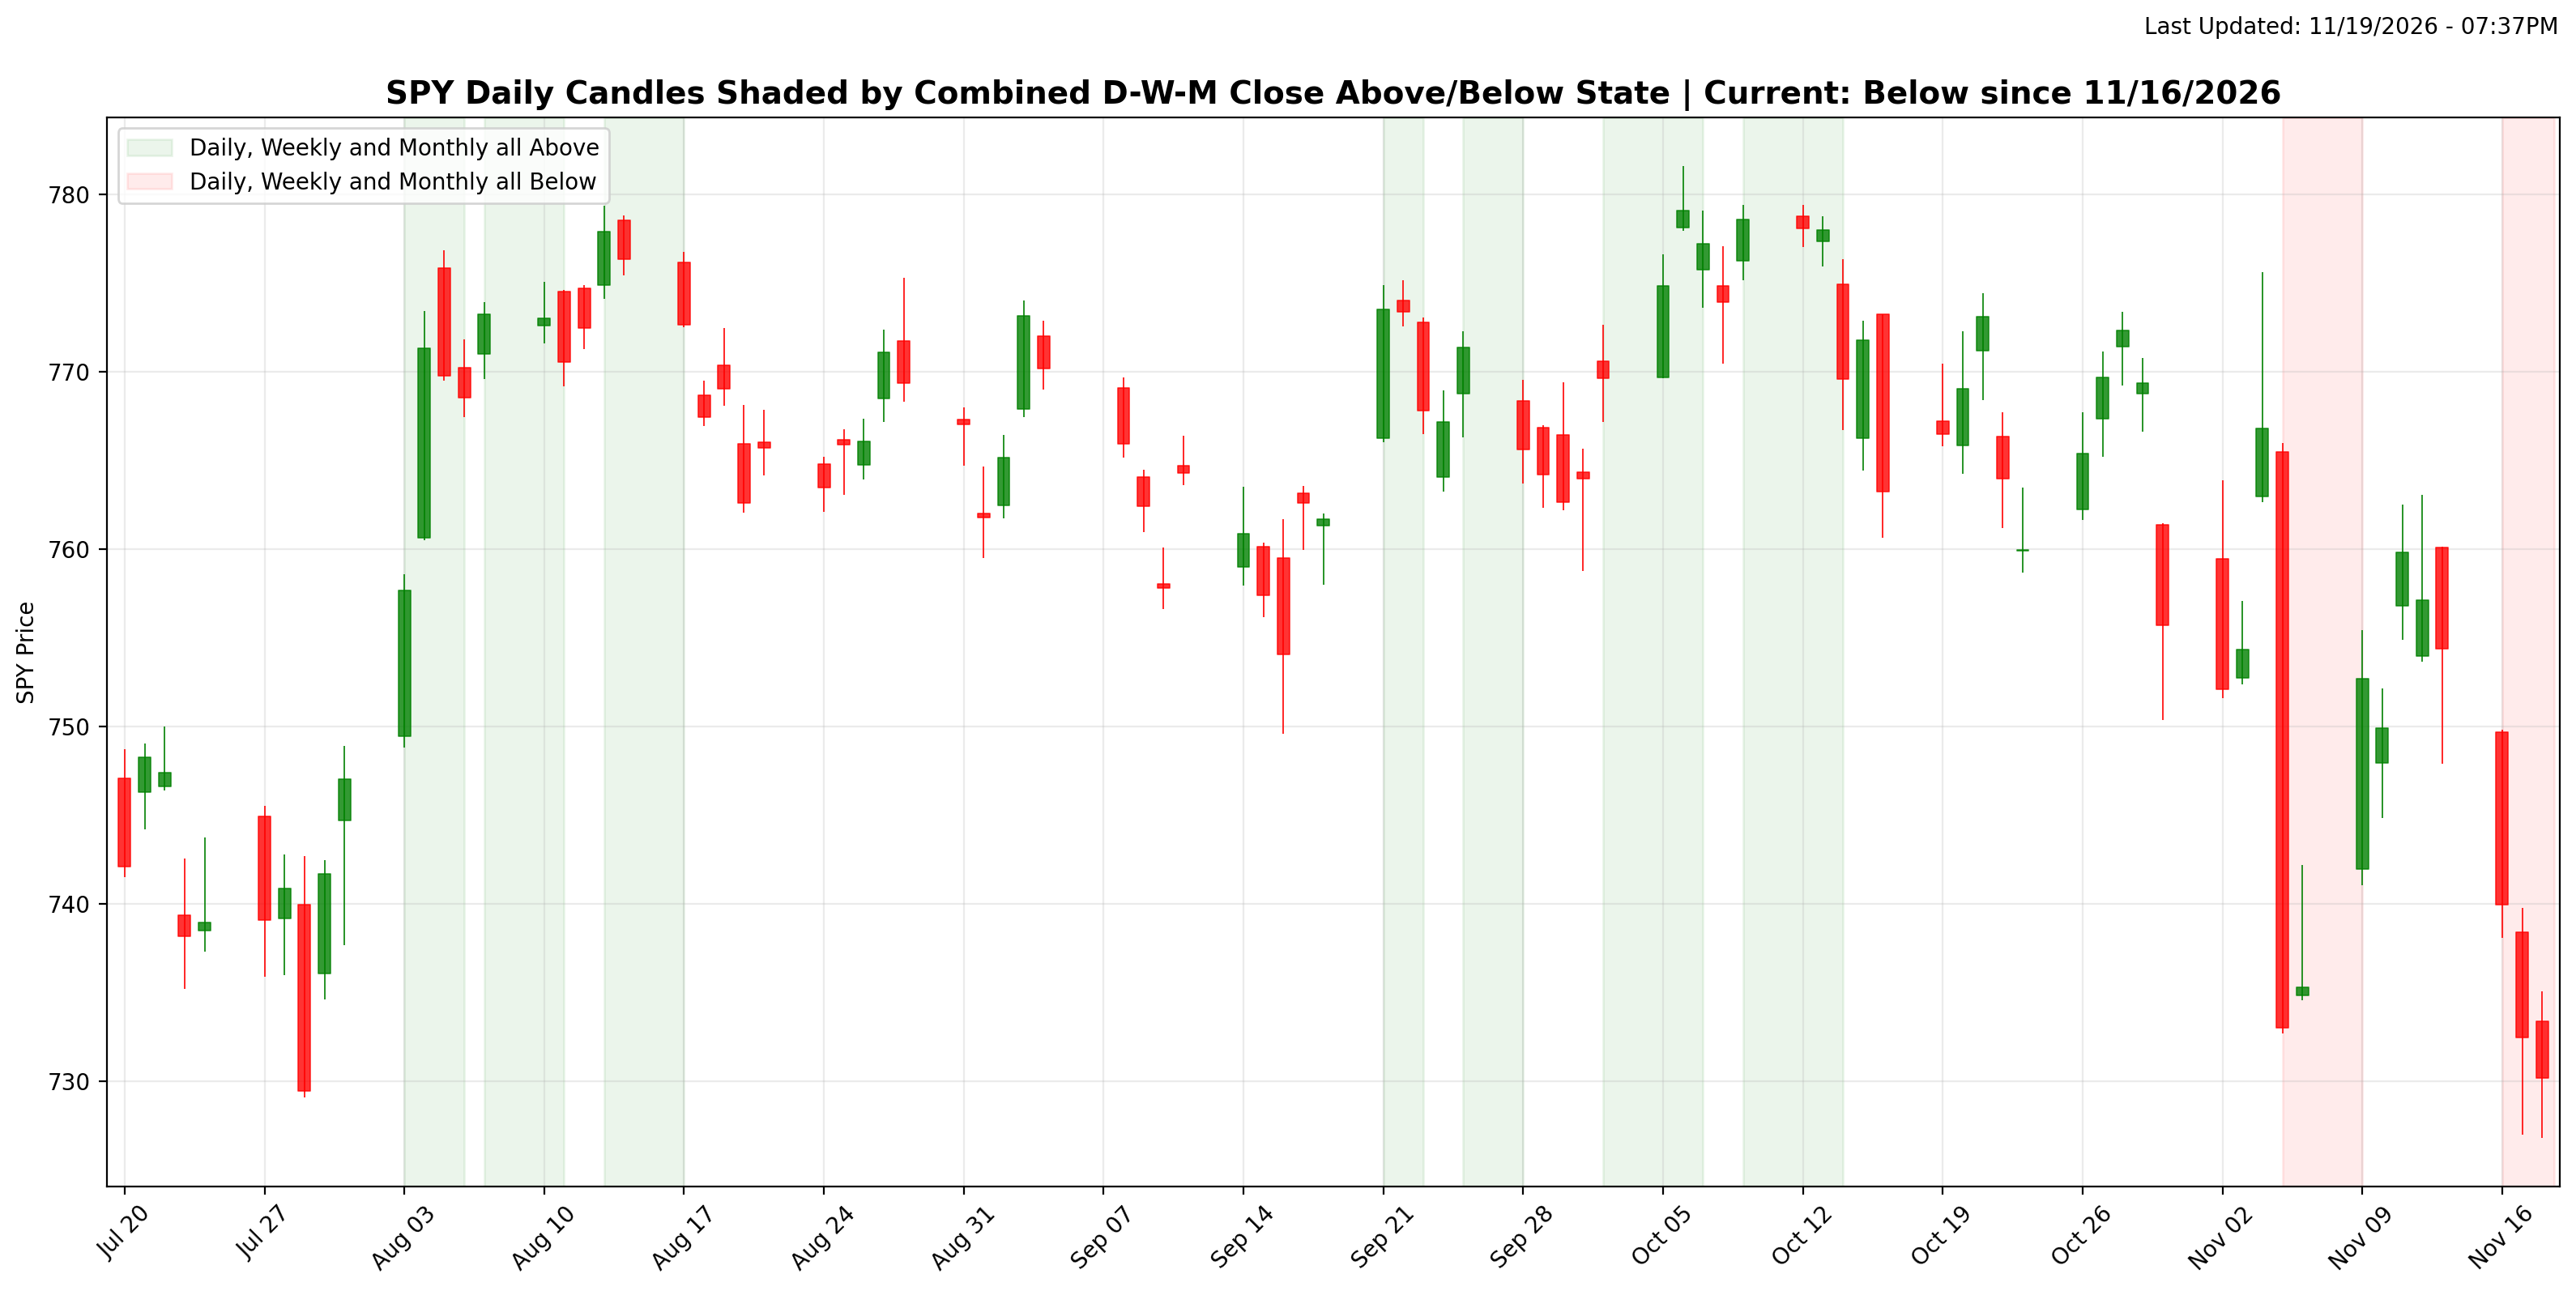 Last Updated: 11/19/2026 - 07:37PM
SPY Daily Candles Shaded by Combined D-W-M Close Above/Below State | Current: Below since 11/16/2026
Daily, Weekly and Monthly all Above
Daily, Weekly and Monthly all Below
780
770
760
750
740
730
SPY Price
Jul 20
Jul 27
Aug 03
Aug 10
Aug 17
Aug 24
Aug 31
Sep 07
Sep 14
Sep 21
Sep 28
Oct 05
Oct 12
Oct 19
Oct 26
Nov 02
Nov 09
Nov 16